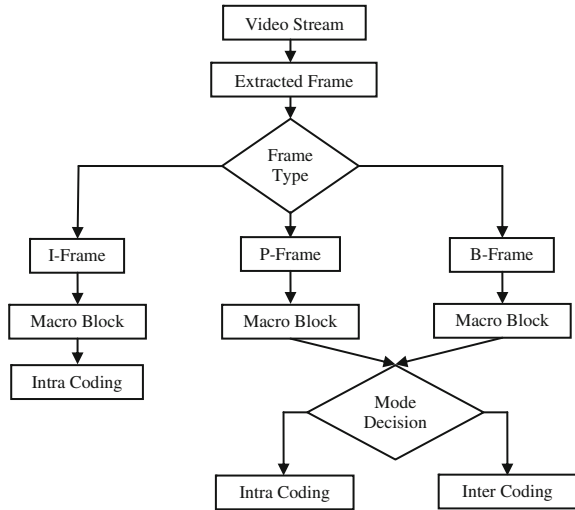 Video Stream
Extracted Frame
Frame
Type
I-Frame
P-Frame
B-Frame
Macro Block
Macro Block
Macro Block
Intra Coding
Mode
Decision
Intra Coding
Inter Coding